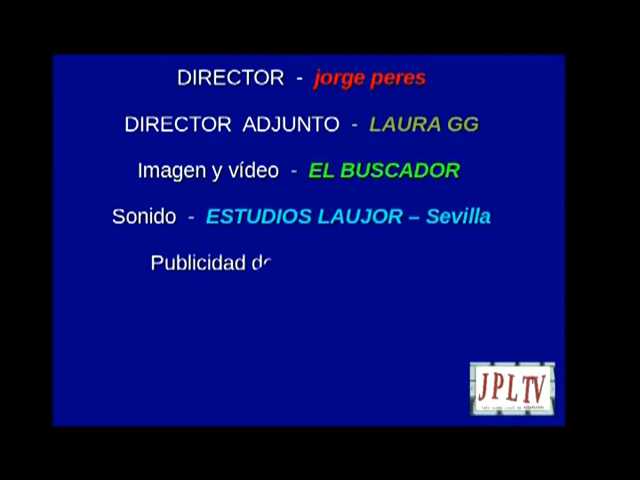 DIRECTOR - jorge peres
DIRECTOR ADJUNTO - LAURA GG
Imagen y vídeo - EL BUSCADOR
Sonido - ESTUDIOS LAUJOR – Sevilla
Publicidad
JPLTV